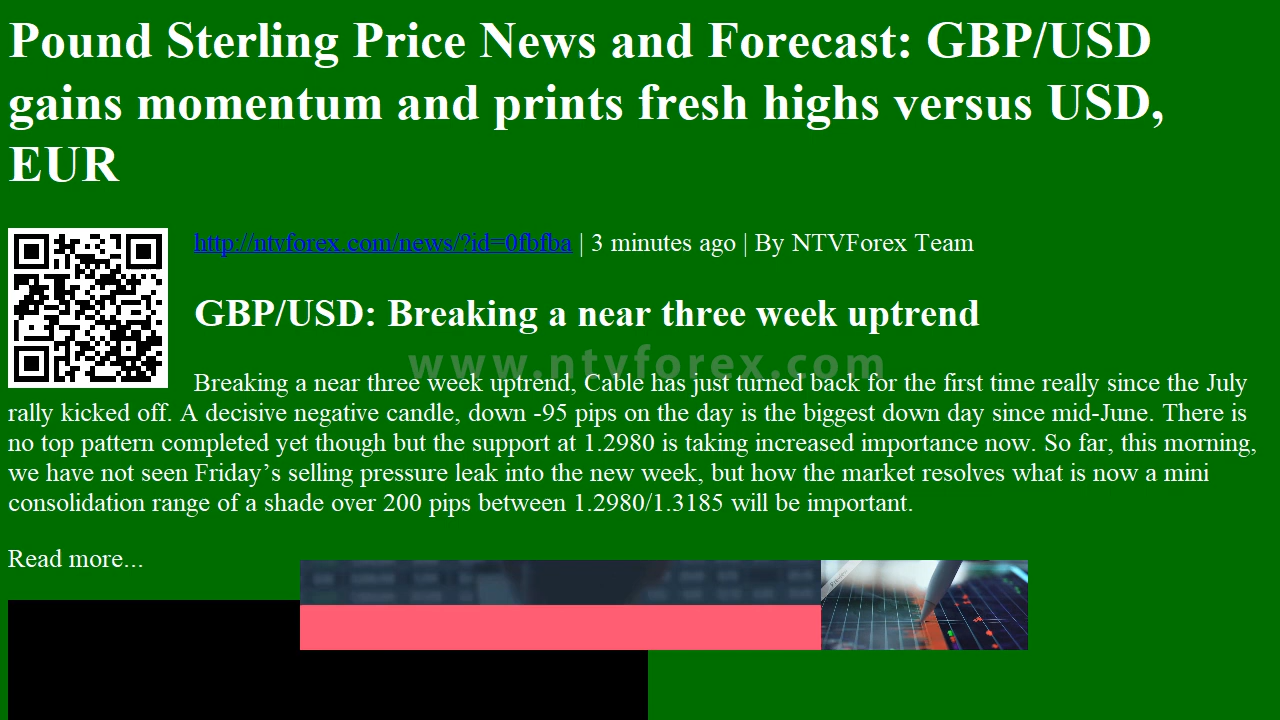 Pound Sterling Price News and Forecast: GBP/USD
gains momentum and prints fresh highs versus USD,
EUR
http://ntvforex.com/news/?id=0fbfba | 3 minutes ago | By NTVForex Team
GBP/USD: Breaking a near three week uptrend
www.ntvforex.com
Breaking a near three week uptrend, Cable has just turned back for the first time really since the July
rally kicked off. A decisive negative candle, down -95 pips on the day is the biggest down day since mid-June. There is
no top pattern completed yet though but the support at 1.2980 is taking increased importance now. So far, this morning,
we have not seen Friday’s selling pressure leak into the new week, but how the market resolves what is now a mini
consolidation range of a shade over 200 pips between 1.2980/1.3185 will be important.
Read more...